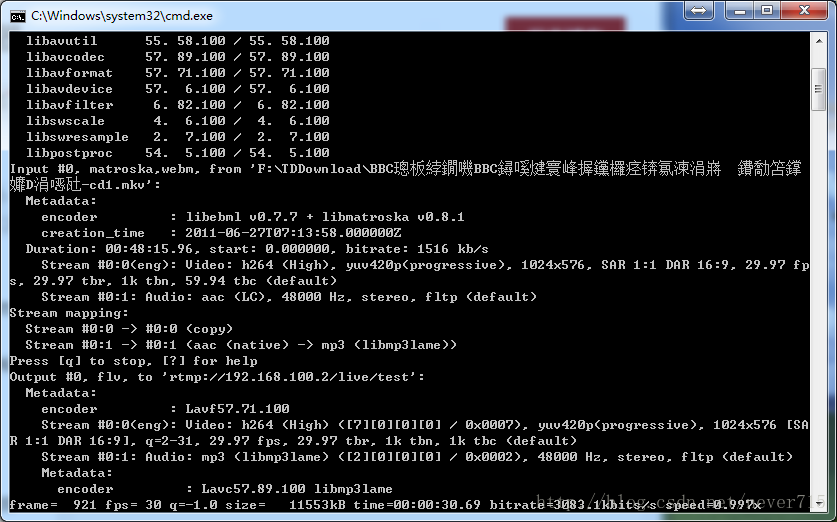 C:\Windows\system32\cmd.exe
libavutil 55. 58.100 / 55. 58.100
libavcodec 57. 89.100 / 57. 89.100
libavformat 57. 71.100 / 57. 71.100
libavdevice 57. 6.100 / 57. 6.100
libavfilter 6. 82.100 / 6. 82.100
libswscale 4. 6.100 / 4. 6.100
libswresample 2. 7.100 / 2. 7.100
libpostproc 54. 5.100 / 54. 5.100
Input #0, matroska,webm, from 'F:\TDDownload\BBC
-cd1.mkv':
Metadata:
encoder : libebml v0.7.7 + libmatroska v0.8.1
creation_time : 2011-06-27T07:13:58.000000Z
Duration: 00:48:15.96, start: 0.000000, bitrate: 1516 kb/s
Stream #0:0(eng): Video: h264 (High), yuv420p(progressive), 1024x576, SAR 1:1 DAR 16:9, 29.97 fp
s, 29.97 tbr, 1k tbn, 59.94 tbc (default)
Stream #0:1: Audio: aac (LC), 48000 Hz, stereo, fltp (default)
Stream mapping:
Stream #0:0 -> #0:0 (copy)
Stream #0:1 -> #0:1 (aac (native) -> mp3 (libmp3lame))
Press [q] to stop, [?] for help
Output #0, flv, to 'rtmp://192.168.100.2/live/test':
Metadata:
encoder : Lavf57.71.100
Stream #0:0(eng): Video: h264 (High) ([7][0][0][0] / 0x0007), yuv420p(progressive), 1024x576 [SA
R 1:1 DAR 16:9], q=2-31, 29.97 fps, 29.97 tbr, 1k tbn, 1k tbc (default)
Stream #0:1: Audio: mp3 (libmp3lame) ([2][0][0][0] / 0x0002), 48000 Hz, stereo, fltp (default)
Metadata:
encoder : Lavc57.89.100 libmp3lame
http://blog.csdn.net/never715
frame= 921 fps= 30 q=-1.0 size= 11553kB time=00:00:30.69 bitrate=3083.1kbits/s speed=0.997x